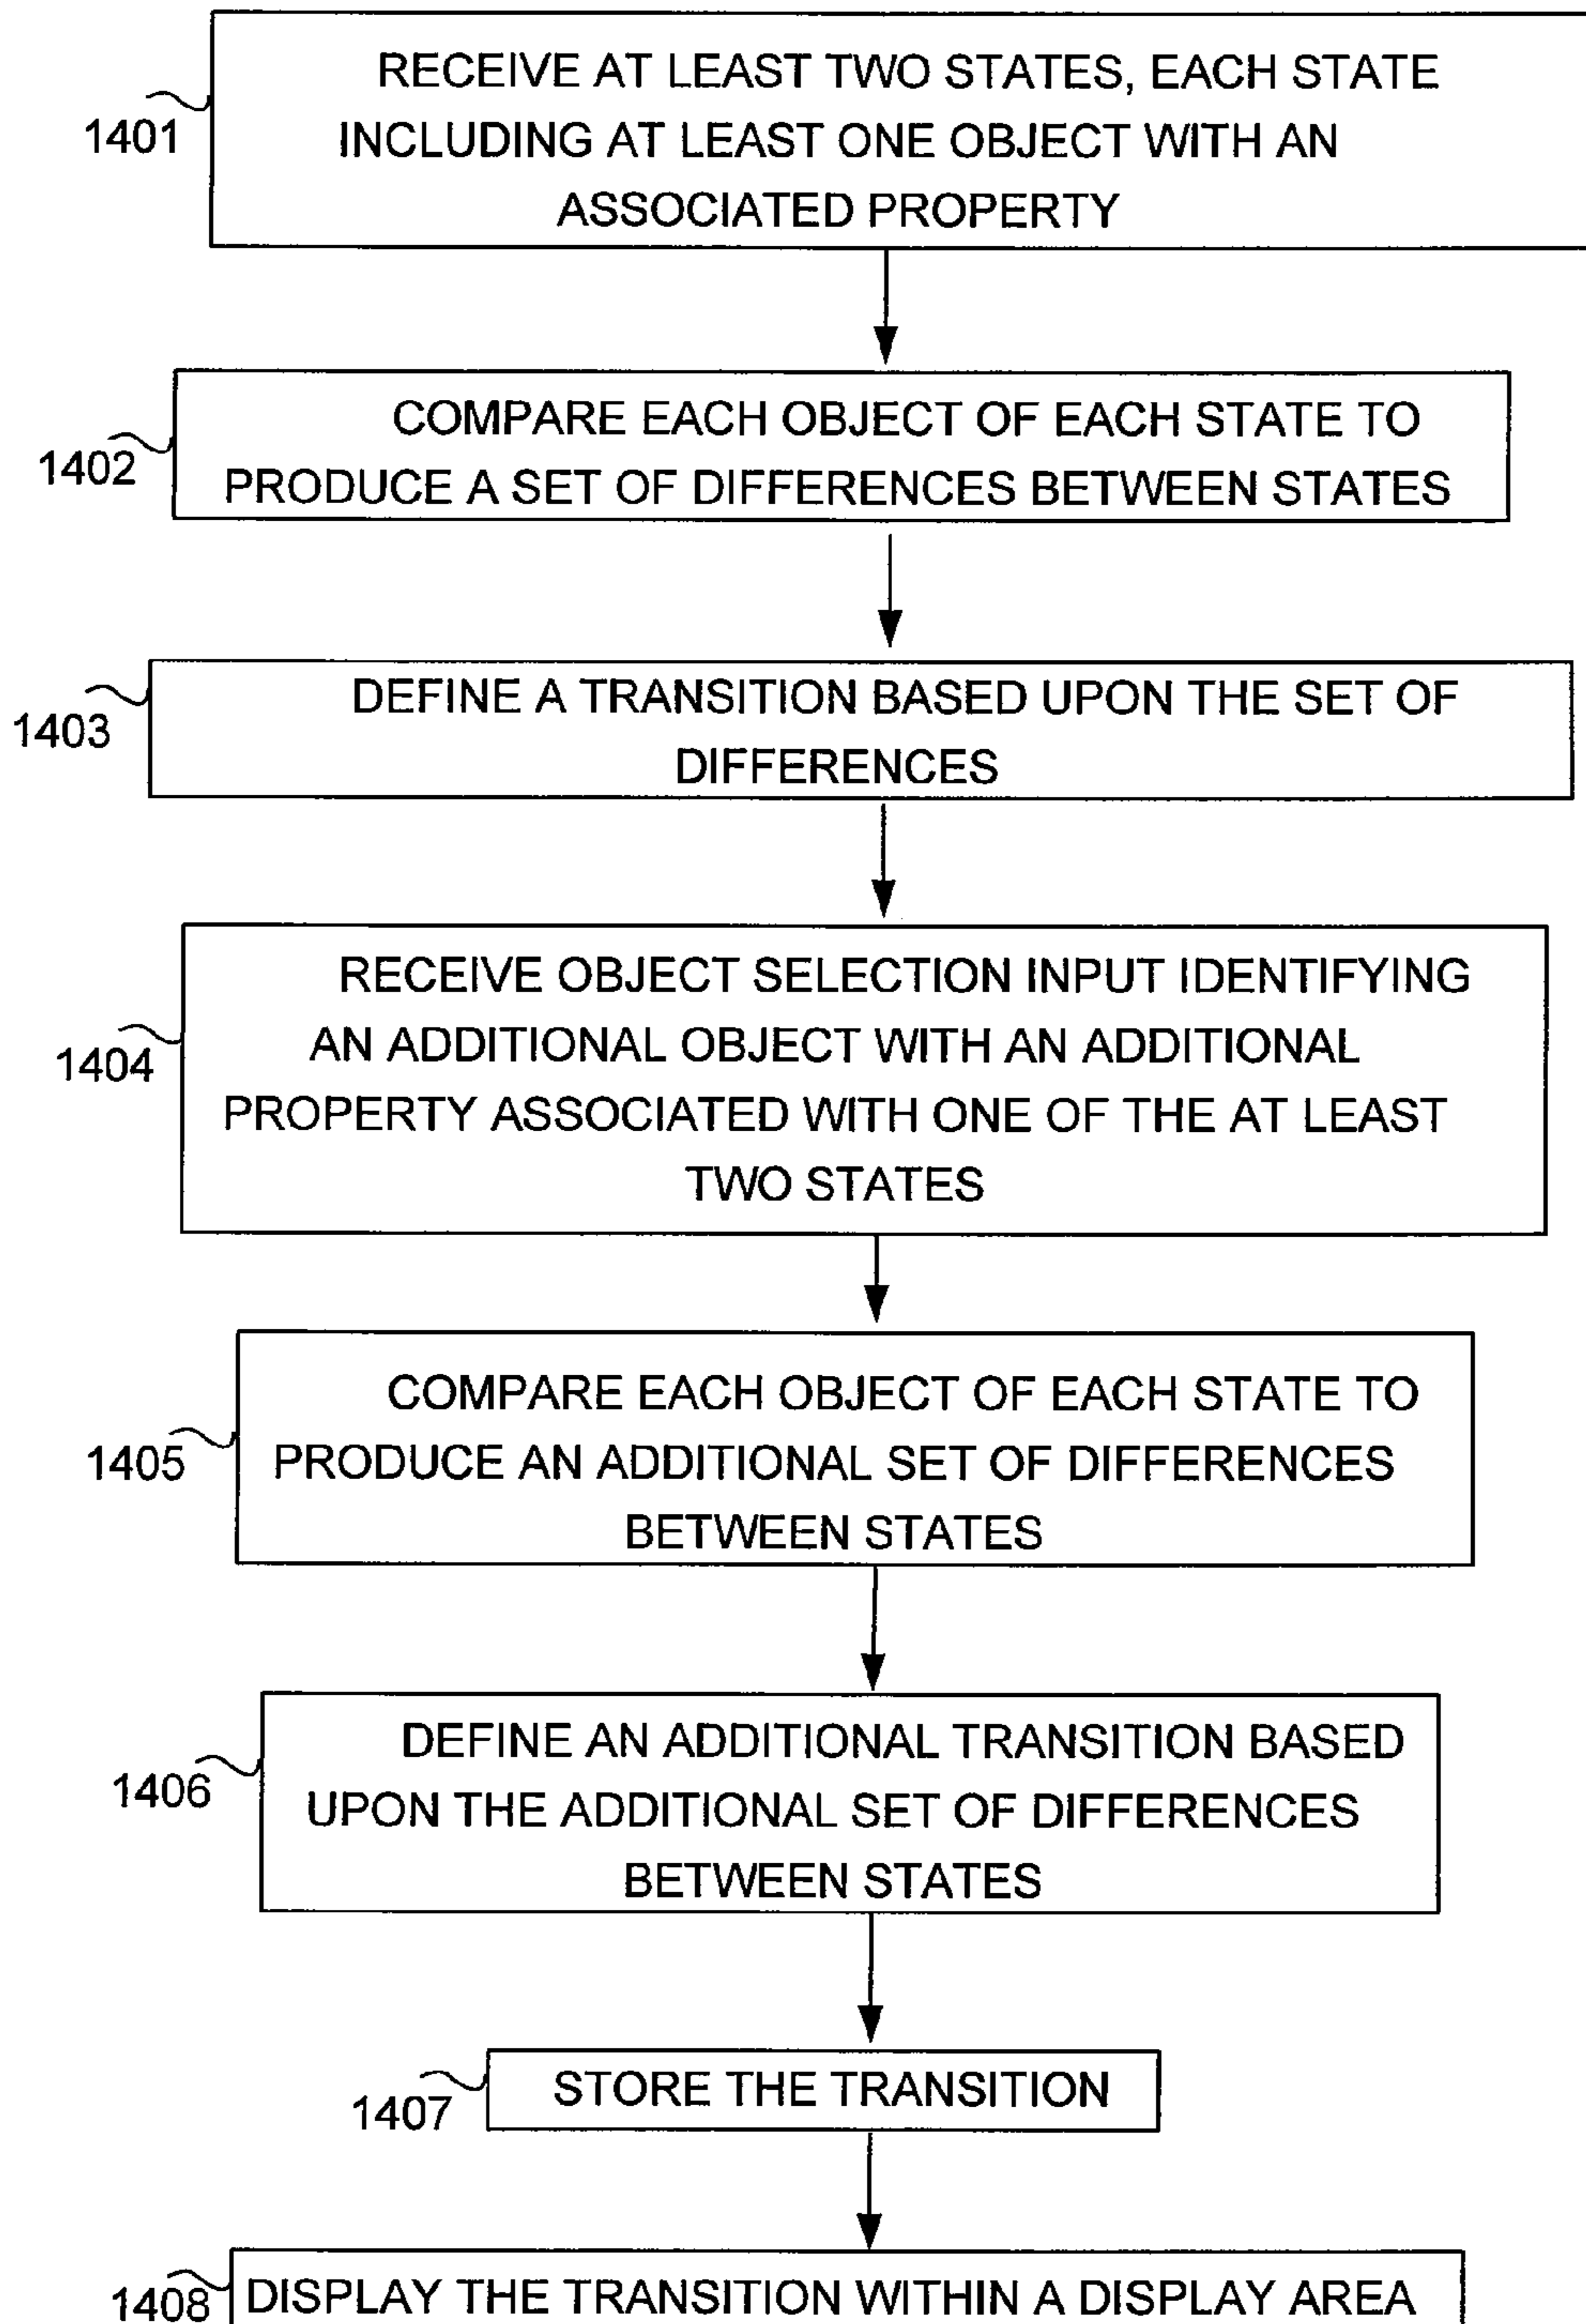 RECEIVE AT LEAST TWO STATES, EACH STATE
INCLUDING AT LEAST ONE OBJECT WITH AN
ASSOCIATED PROPERTY
1401
COMPARE EACH OBJECT OF EACH STATE TO
PRODUCE A SET OF DIFFERENCES BETWEEN STATES
1402
DEFINE A TRANSITION BASED UPON THE SET OF
DIFFERENCES
1403
RECEIVE OBJECT SELECTION INPUT IDENTIFYING
AN ADDITIONAL OBJECT WITH AN ADDITIONAL
PROPERTY ASSOCIATED WITH ONE OF THE AT LEAST
TWO STATES
1404
COMPARE EACH OBJECT OF EACH STATE TO
PRODUCE AN ADDITIONAL SET OF DIFFERENCES
BETWEEN STATES
1405
DEFINE AN ADDITIONAL TRANSITION BASED
UPON THE ADDITIONAL SET OF DIFFERENCES
BETWEEN STATES
1406
STORE THE TRANSITION
1407
DISPLAY THE TRANSITION WITHIN A DISPLAY AREA
1408